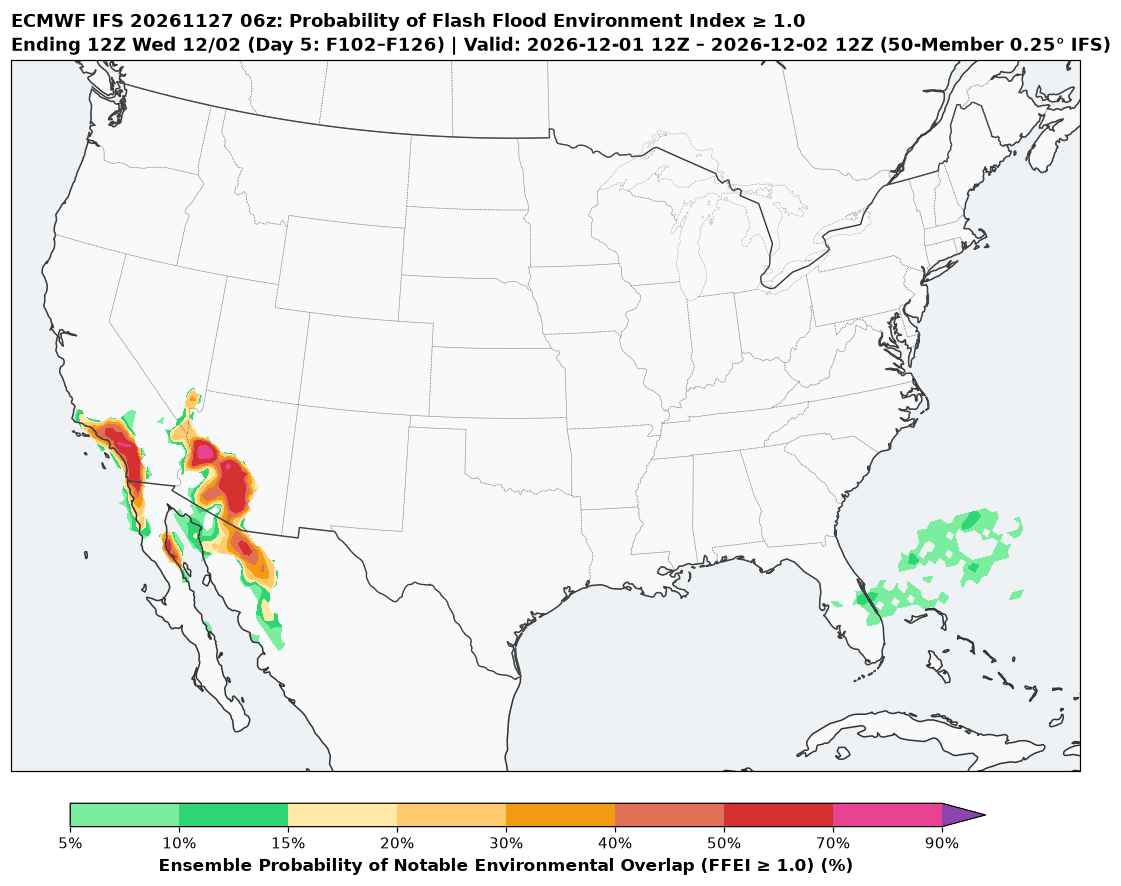 ECMWF IFS 20261127 06z: Probability of Flash Flood Environment Index ≥ 1.0
Ending 12Z Wed 12/02 (Day 5: F102–F126) | Valid: 2026-12-01 12Z – 2026-12-02 12Z (50-Member 0.25° IFS)
5% 10% 15% 20% 30% 40% 50% 70% 90%
Ensemble Probability of Notable Environmental Overlap (FFEI ≥ 1.0) (%)